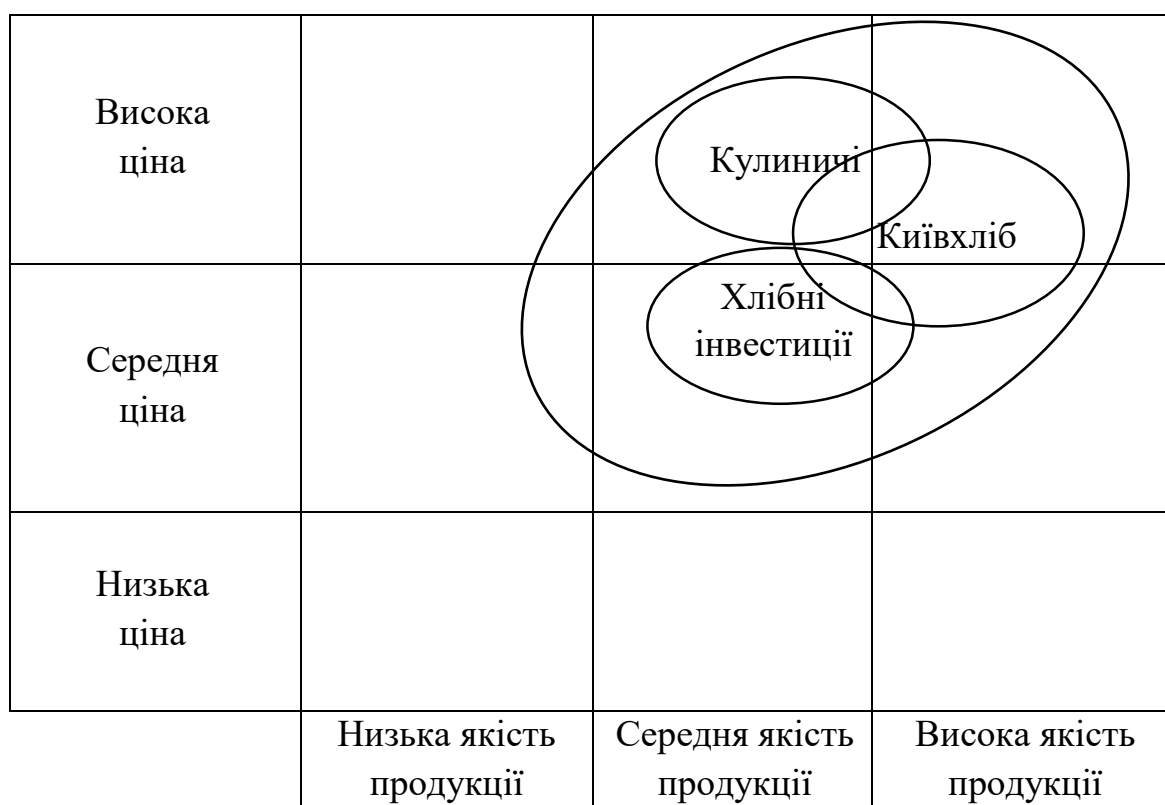 Висока
ціна
Кулиничі
Київхліб
Хлібні
інвестиції
Середня
ціна
Низька
ціна
Низька якість
продукції
Середня якість
продукції
Висока якість
продукції